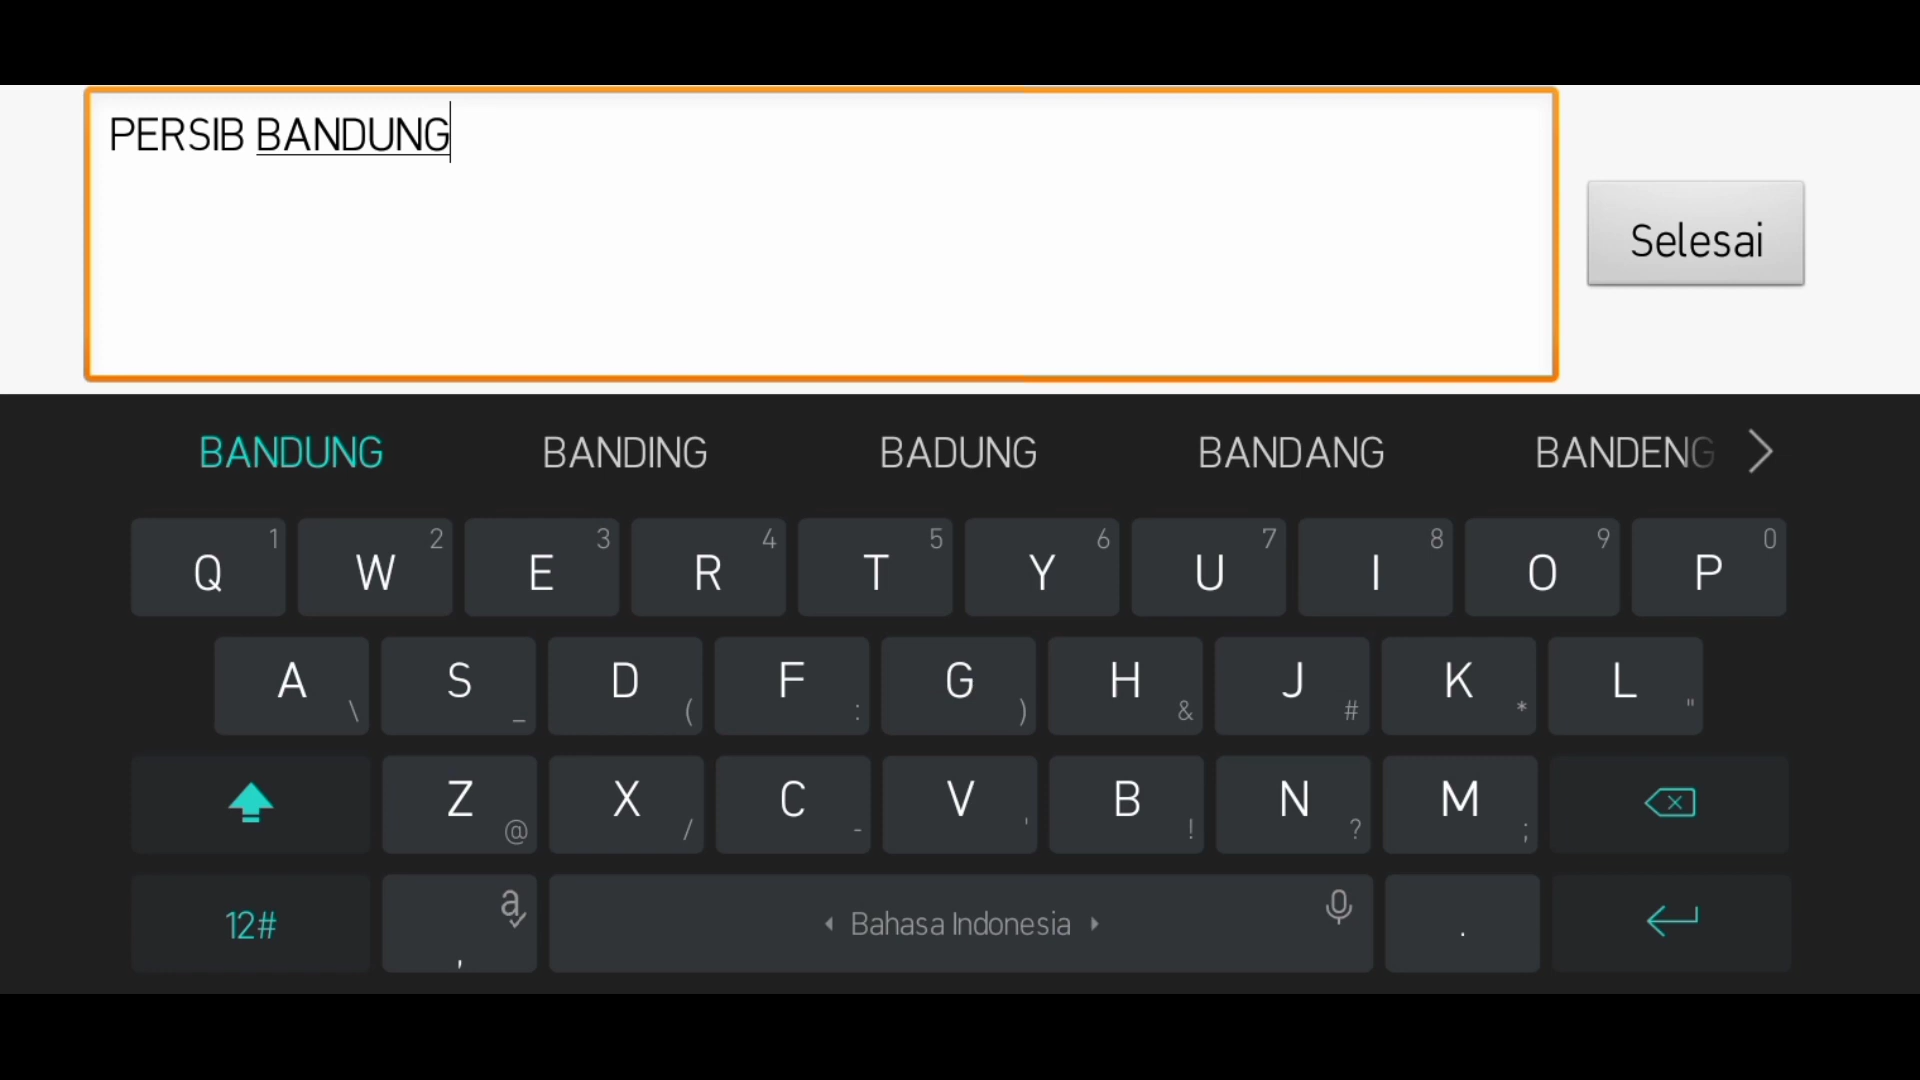 PERSIB BANDUNG
Selesai
BANDUNG BANDING BADUNG BANDANG BANDENG
1 2 3 4 5 6 7 8 9 0
Q W E R T Y U I O P
A S D F G H J K L
\ _ ( : ) & # * "
Z X C V B N M
@ / - ' ! ? ;
12# , a Bahasa Indonesia .